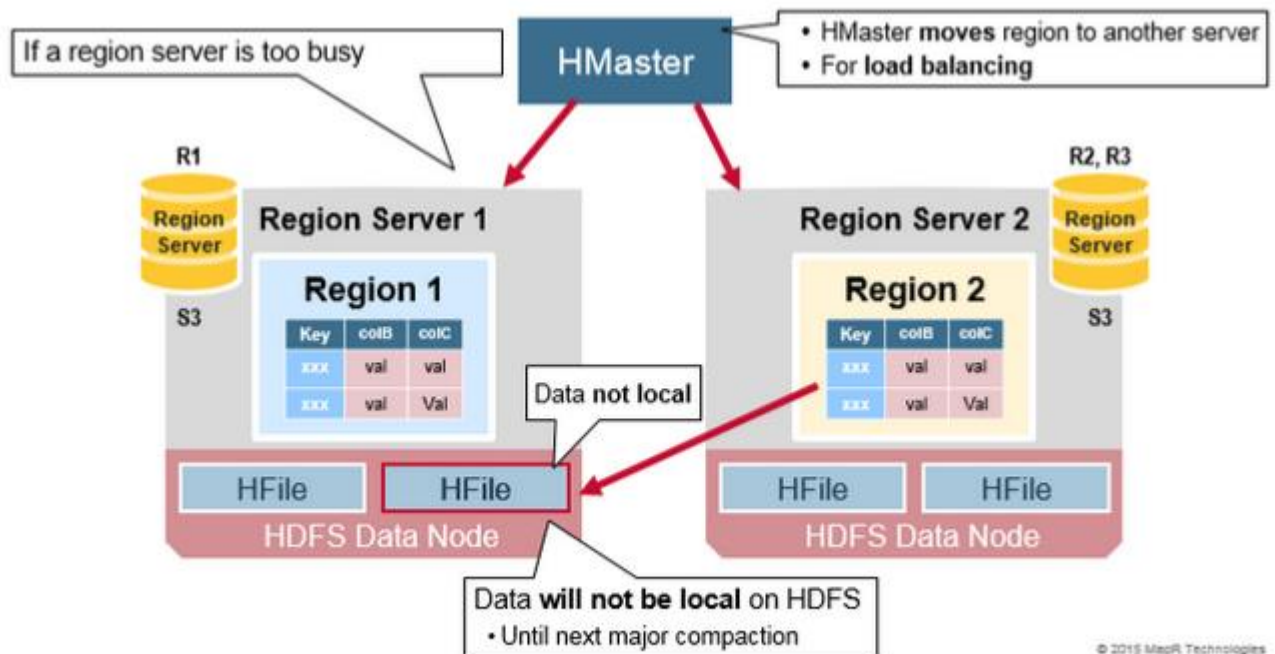 If a region server is too busy
HMaster
• HMaster moves region to another server
• For load balancing
R1
Region
Server
S3
Region Server 1
Region 1
Key colB colC
xxx val val
xxx val Val
R2, R3
Region
Server
S3
Region Server 2
Region 2
Key colB colC
xxx val val
xxx val Val
Data not local
HFile HFile
HDFS Data Node
HFile HFile
HDFS Data Node
Data will not be local on HDFS
• Until next major compaction
© 2015 MapR Technologies